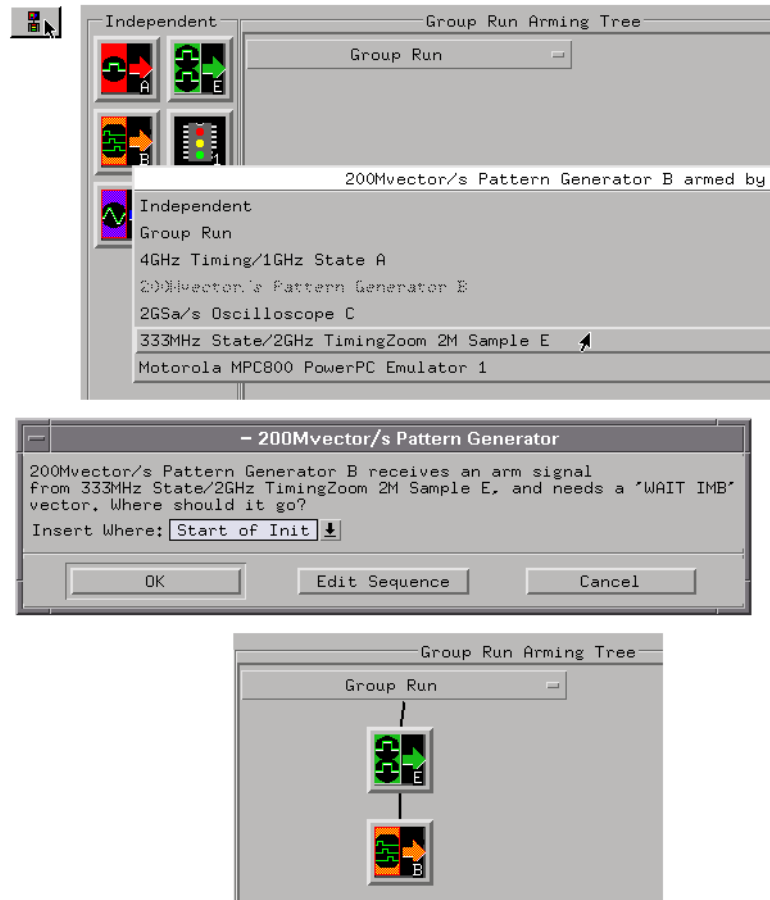 Independent
Group Run Arming Tree
Group Run
A
E
B
1
200Mvector/s Pattern Generator B armed by
Independent
Group Run
4GHz Timing/1GHz State A
200Mvector/s Pattern Generator B
2GSa/s Oscilloscope C
333MHz State/2GHz TimingZoom 2M Sample E
Motorola MPC800 PowerPC Emulator 1
– 200Mvector/s Pattern Generator
200Mvector/s Pattern Generator B receives an arm signal
from 333MHz State/2GHz TimingZoom 2M Sample E, and needs a "WAIT IMB"
vector. Where should it go?
Insert Where: Start of Init
OK
Edit Sequence
Cancel
Group Run Arming Tree
Group Run
E
B